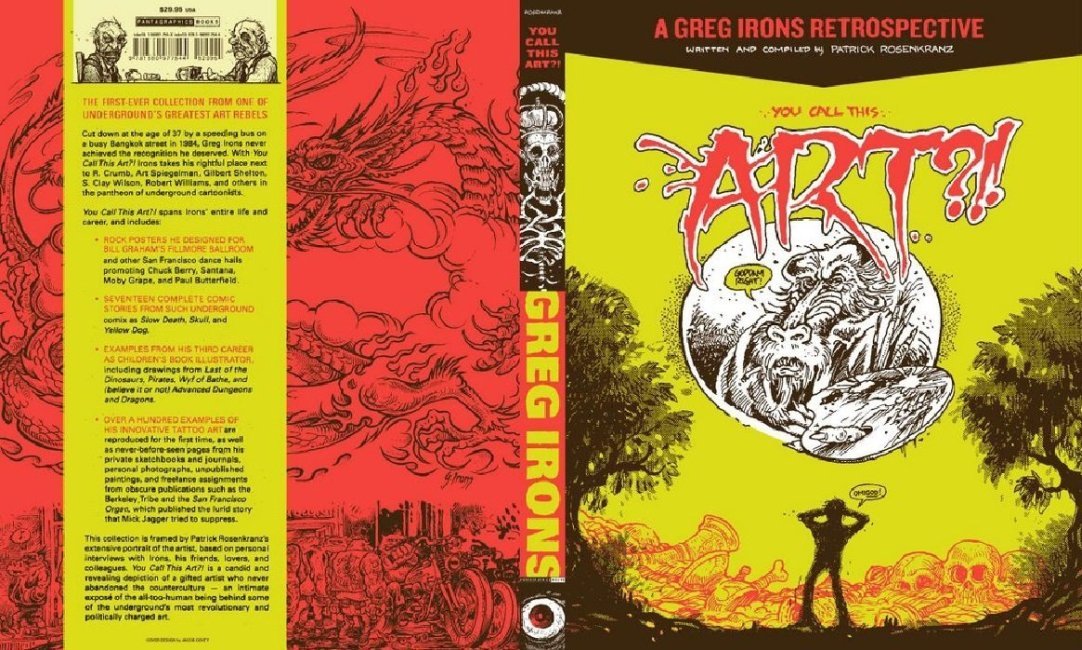 $29.95 USA
FANTAGRAPHICS BOOKS
THE FIRST-EVER COLLECTION FROM ONE OF
UNDERGROUND'S GREATEST ART REBELS
Cut down at the age of 37 by a speeding bus on
a busy Bangkok street in 1984, Greg Irons never
achieved the recognition he deserved. With You
Call This Art?! Irons takes his rightful place next
to R. Crumb, Art Spiegelman, Gilbert Shelton,
S. Clay Wilson, Robert Williams, and others in
the pantheon of underground cartoonists.
You Call This Art?! spans Irons' entire life and
career, and includes:
• ROCK POSTERS HE DESIGNED FOR
BILL GRAHAM'S FILLMORE BALLROOM
and other San Francisco dance halls
promoting Chuck Berry, Santana,
Moby Grape, and Paul Butterfield.
• SEVENTEEN COMPLETE COMIC
STORIES FROM SUCH UNDERGROUND
comix as Slow Death, Skull, and
Yellow Dog.
• EXAMPLES FROM HIS THIRD CAREER
AS CHILDREN'S BOOK ILLUSTRATOR,
including drawings from Last of the
Dinosaurs, Pirates, Wyf of Bathe, and
(believe it or not) Advanced Dungeons
and Dragons.
• OVER A HUNDRED EXAMPLES OF
HIS INNOVATIVE TATTOO ART are
reproduced for the first time, as well
as never-before-seen pages from his
private sketchbooks and journals,
personal photographs, unpublished
paintings, and freelance assignments
from obscure publications such as the
Berkeley Tribe and the San Francisco
Organ, which published the lurid story
that Mick Jagger tried to suppress.
This collection is framed by Patrick Rosenkranz's
extensive portrait of the artist, based on personal
interviews with Irons, his friends, lovers, and
colleagues. You Call This Art?! is a candid and
revealing depiction of a gifted artist who never
abandoned the counterculture — an intimate
exposé of the all-too-human being behind some
of the underground's most revolutionary and
politically charged art.
g. Irons
ROSENKRANZ
YOU
CALL
THIS
ART?!
GREG IRONS
A GREG IRONS RETROSPECTIVE
WRITTEN AND COMPILED by PATRICK ROSENKRANZ
YOU CALL THIS
ART?!
GODDAM
RIGHT!
OMIGOD!